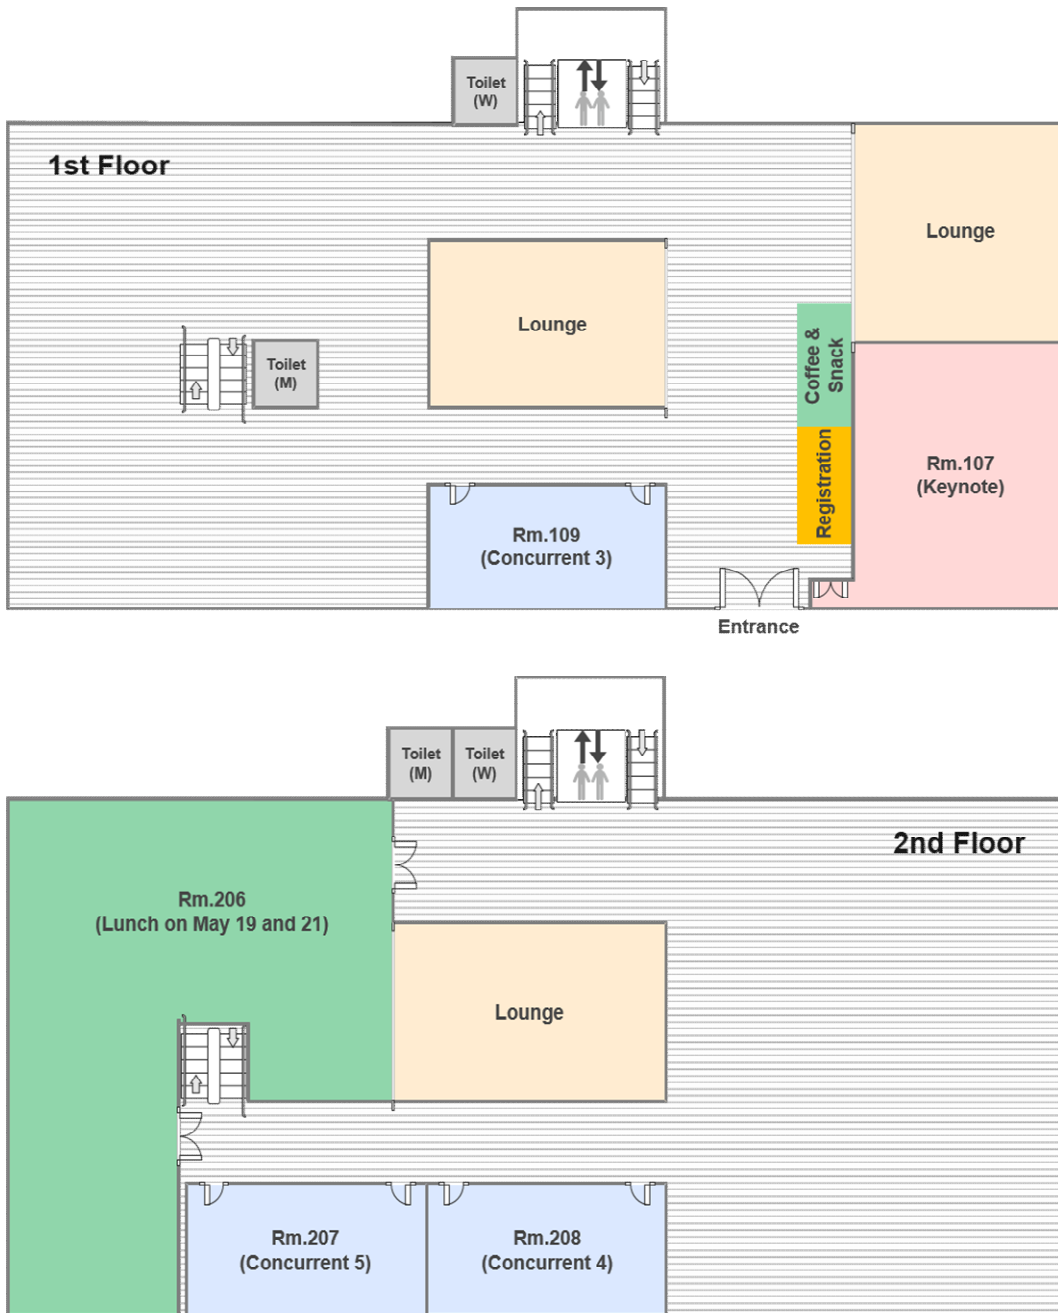 Toilet
(W)
1st Floor
Lounge
Lounge
Toilet
(M)
Coffee &
Snack
Registration
Rm.107
(Keynote)
Rm.109
(Concurrent 3)
Entrance
Toilet
(M)
Toilet
(W)
2nd Floor
Rm.206
(Lunch on May 19 and 21)
Lounge
Rm.207
(Concurrent 5)
Rm.208
(Concurrent 4)